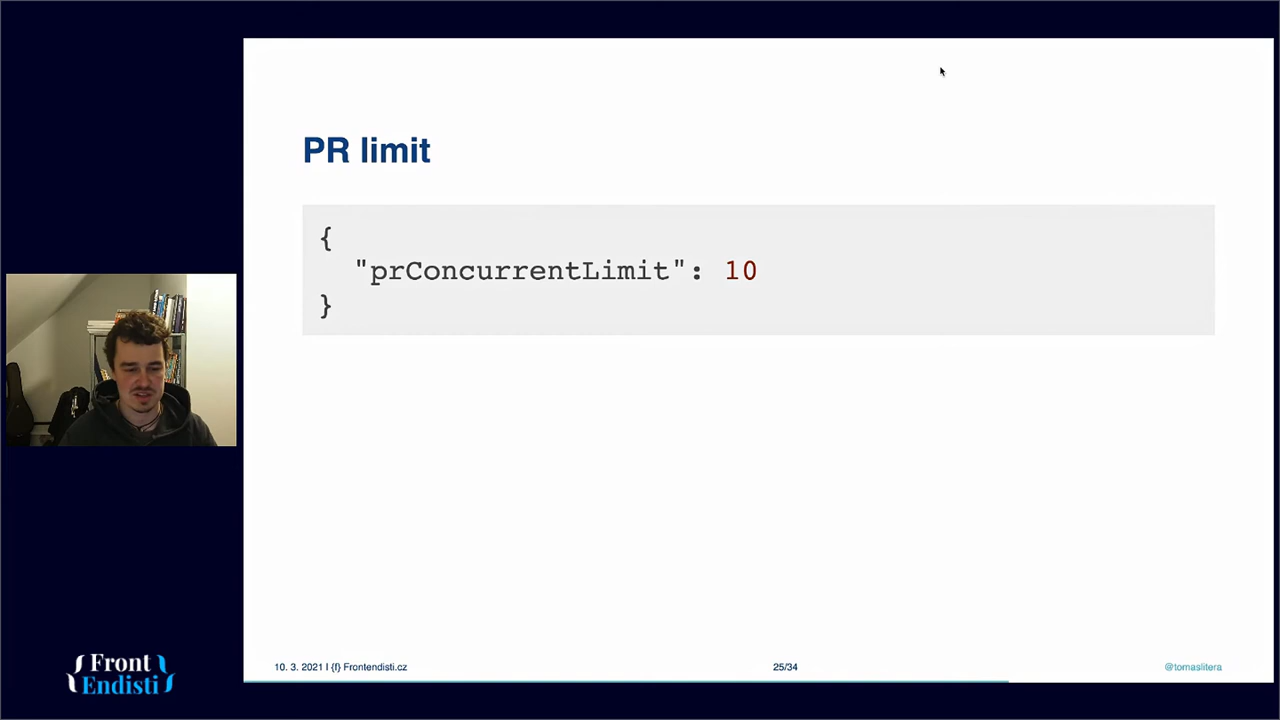 PR limit
{
"prConcurrentLimit": 10
}
10. 3. 2021 | {f} Frontendisti.cz
25/34
@tomaslitera
{Front
Endisti}